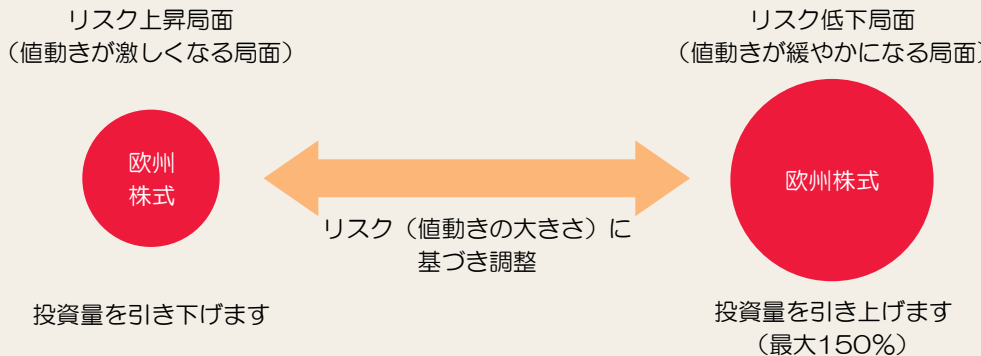 リスク上昇局面
（値動きが激しくなる局面）
欧州
株式
投資量を引き下げます
リスク（値動きの大きさ）に
基づき調整
リスク低下局面
（値動きが緩やかになる局面）
欧州株式
投資量を引き上げます
（最大150%）